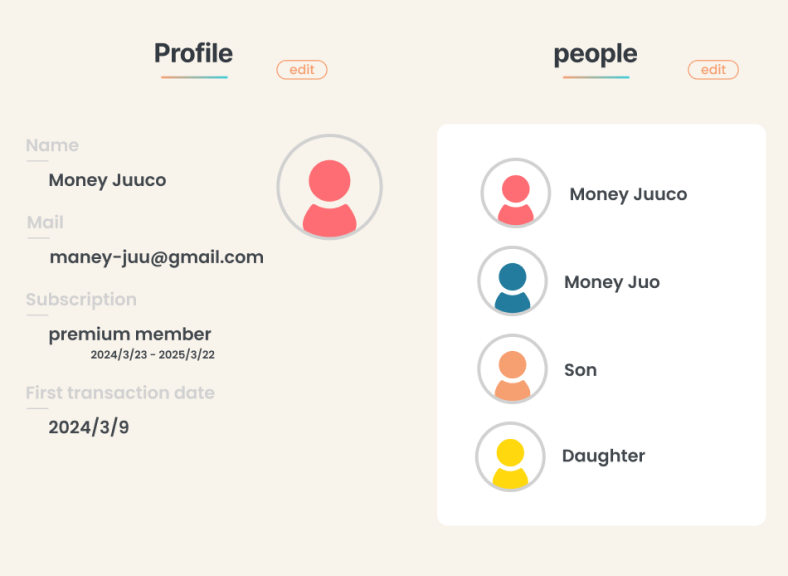 Profile
edit
Name
Money Juuco
Mail
maney-juu@gmail.com
Subscription
premium member
2024/3/23 - 2025/3/22
First transaction date
2024/3/9
people
edit
Money Juuco
Money Juo
Son
Daughter